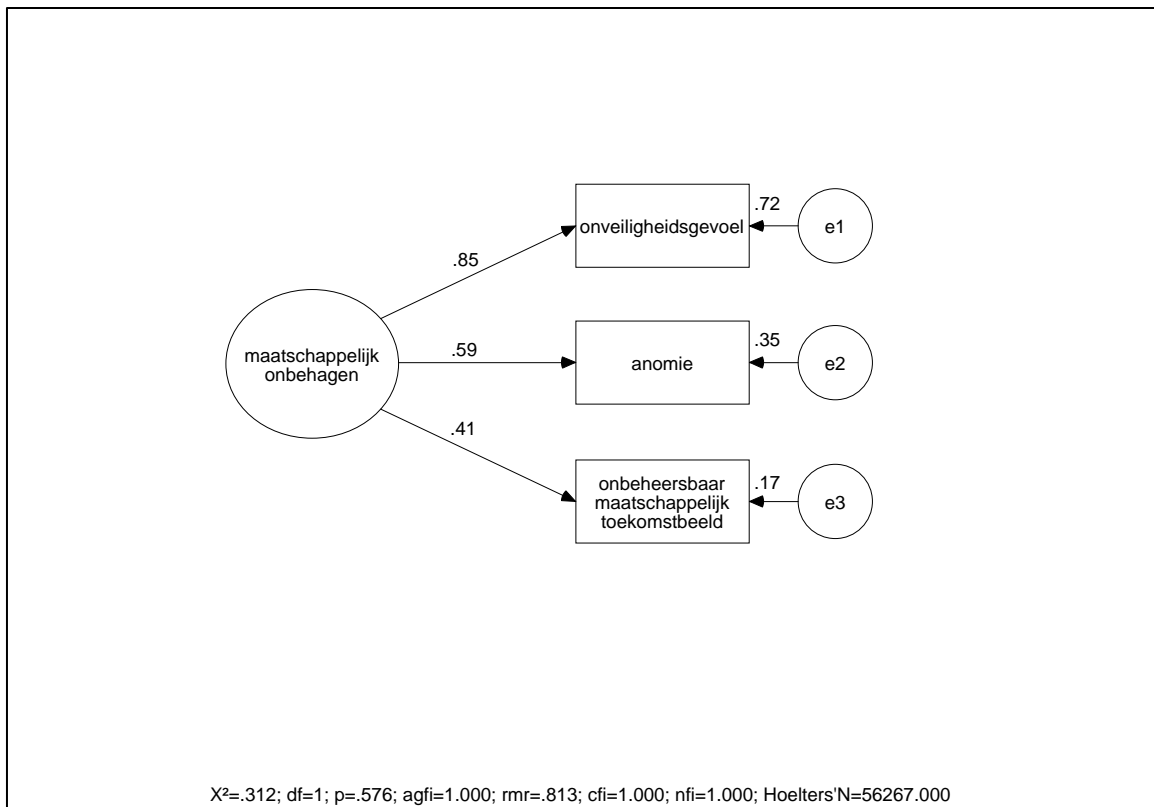 .72
onveiligheidsgevoel
e1
.85
.59
.35
maatschappelijk
onbehagen
anomie
e2
.41
onbeheersbaar
maatschappelijk
toekomstbeeld
.17
e3
X²=.312; df=1; p=.576; agfi=1.000; rmr=.813; cfi=1.000; nfi=1.000; Hoelters'N=56267.000